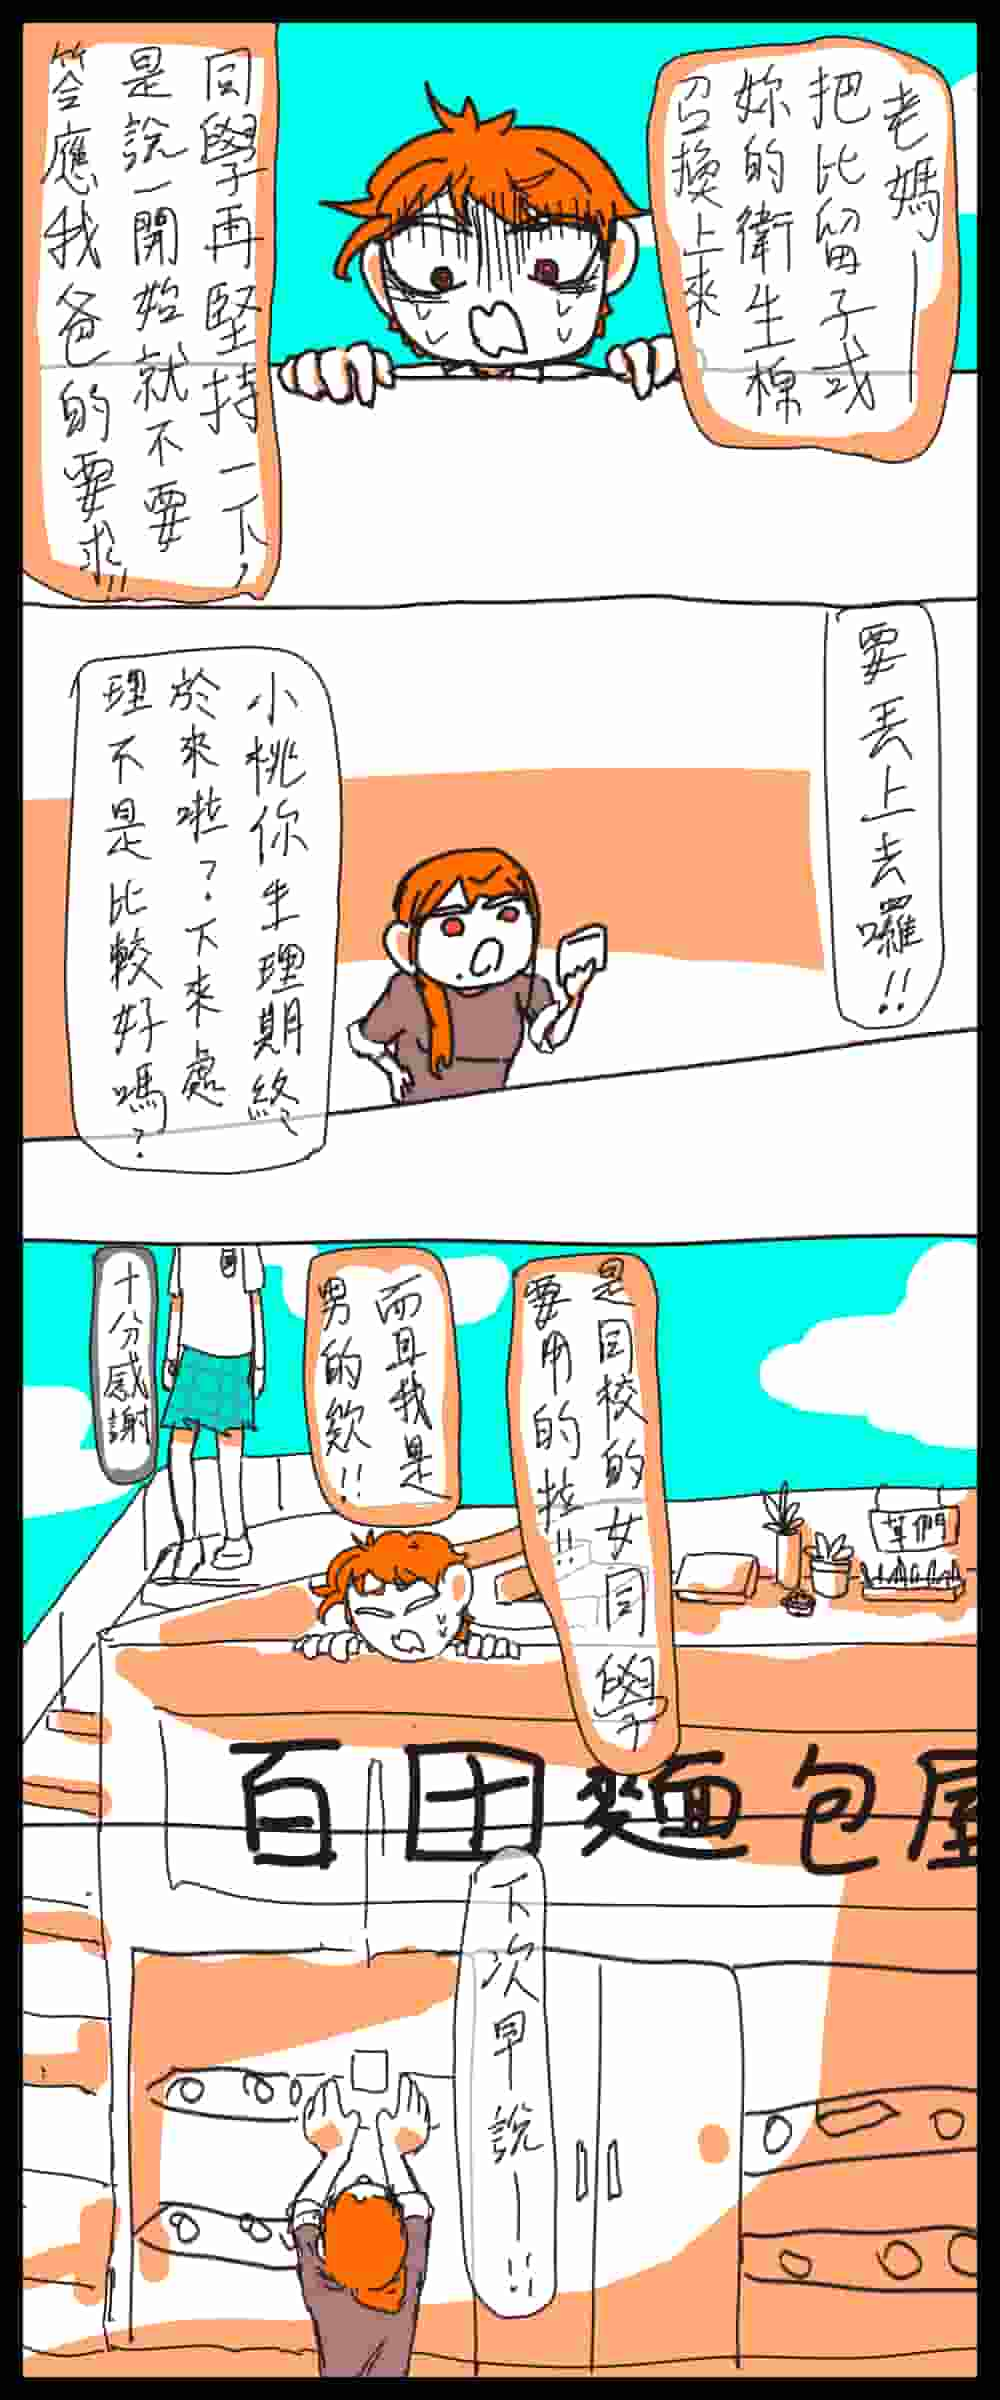 老媽——
把比留子或
妳的衛生棉
召換上來
同學再堅持一下，
是說一開始就不要
答應我爸的要求!!
要丟上去囉!!
小桃你生理期終
於來啦？下來處
理不是比較好嗎？
是同校的女同學
要用的拉!!
而且我是
男的欸!!
十分感謝
百田麵包屋
下次早說—!!